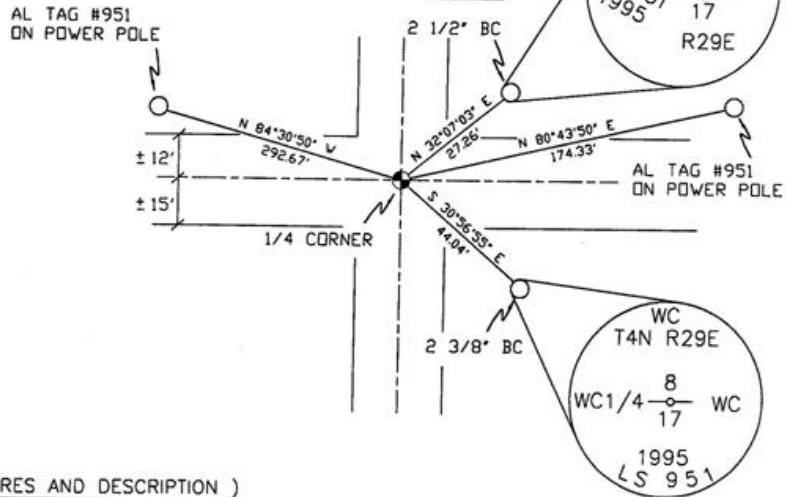 AL TAG #951
ON POWER POLE
2 1/2" BC
1995
17
R29E
N 84°30'50" W
292.67'
N 32°07'03" E
27.26'
N 80°43'50" E
174.33'
±12'
±15'
AL TAG #951
ON POWER POLE
1/4 CORNER
S 30°56'55" E
44.04'
2 3/8" BC
WC
T4N R29E
WC1/4
8
17
WC
1995
LS 951
RES AND DESCRIPTION )